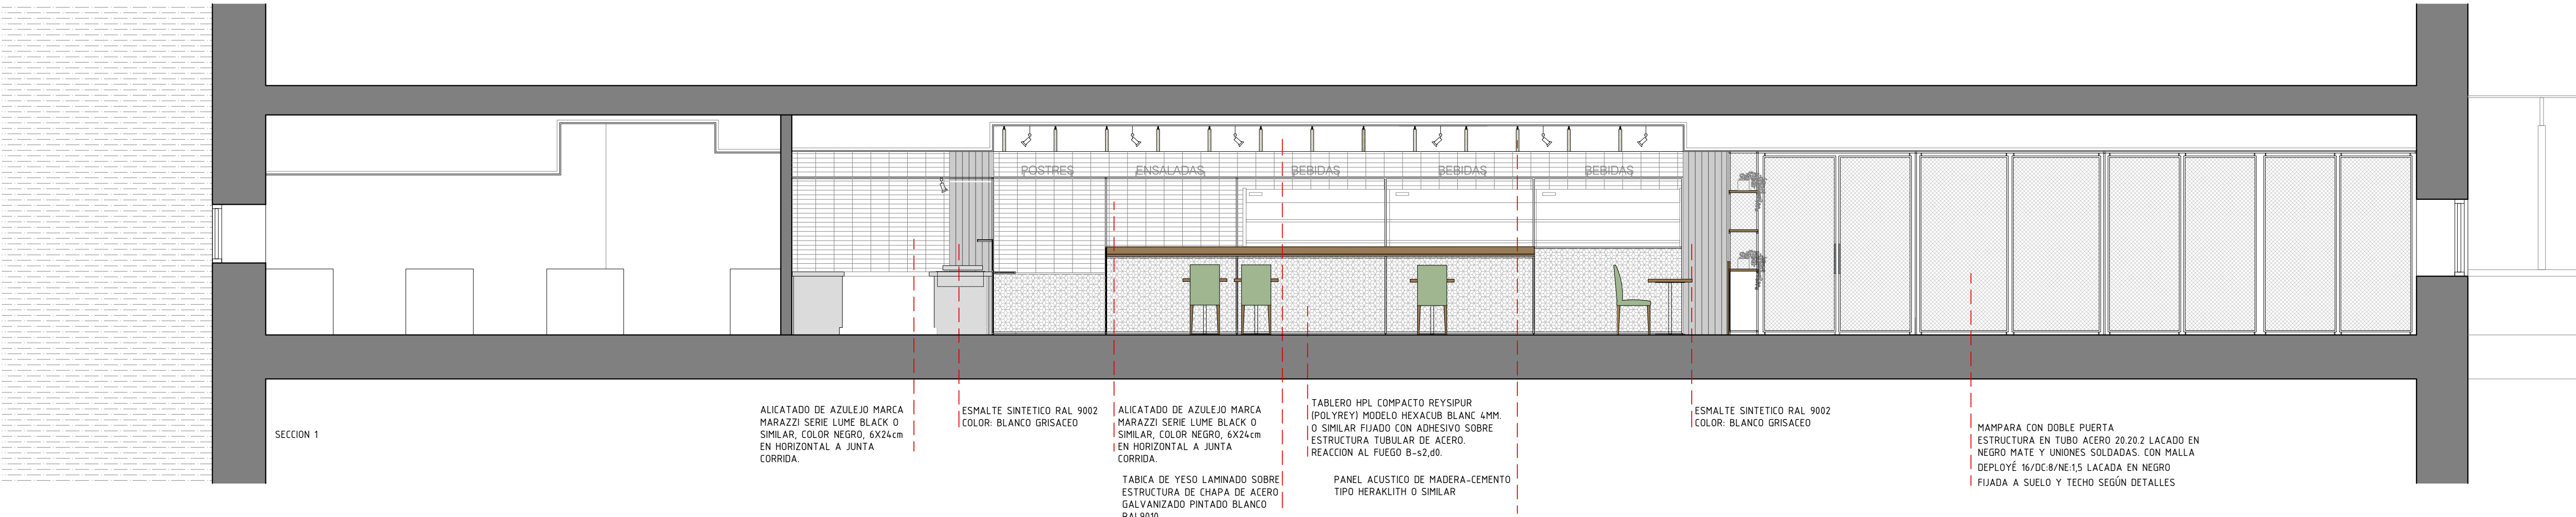 POSTRES
ENSALADAS
BEBIDAS
BEBIDAS
BEBIDAS
SECCION 1
ALICATADO DE AZULEJO MARCA
MARAZZI SERIE LUME BLACK O
SIMILAR, COLOR NEGRO, 6X24cm
EN HORIZONTAL A JUNTA
CORRIDA.
ESMALTE SINTETICO RAL 9002
COLOR: BLANCO GRISACEO
ALICATADO DE AZULEJO MARCA
MARAZZI SERIE LUME BLACK O
SIMILAR, COLOR NEGRO, 6X24cm
EN HORIZONTAL A JUNTA
CORRIDA.
TABICA DE YESO LAMINADO SOBRE
ESTRUCTURA DE CHAPA DE ACERO
GALVANIZADO PINTADO BLANCO
RAL9010
TABLERO HPL COMPACTO REYSIPUR
(POLYREY) MODELO HEXACUB BLANC 4MM.
O SIMILAR FIJADO CON ADHESIVO SOBRE
ESTRUCTURA TUBULAR DE ACERO.
REACCION AL FUEGO B-s2,d0.
PANEL ACUSTICO DE MADERA-CEMENTO
TIPO HERAKLITH O SIMILAR
ESMALTE SINTETICO RAL 9002
COLOR: BLANCO GRISACEO
MAMPARA CON DOBLE PUERTA
ESTRUCTURA EN TUBO ACERO 20.20.2 LACADO EN
NEGRO MATE Y UNIONES SOLDADAS. CON MALLA
DEPLOYÉ 16/DC:8/NE:1,5 LACADA EN NEGRO
FIJADA A SUELO Y TECHO SEGÚN DETALLES